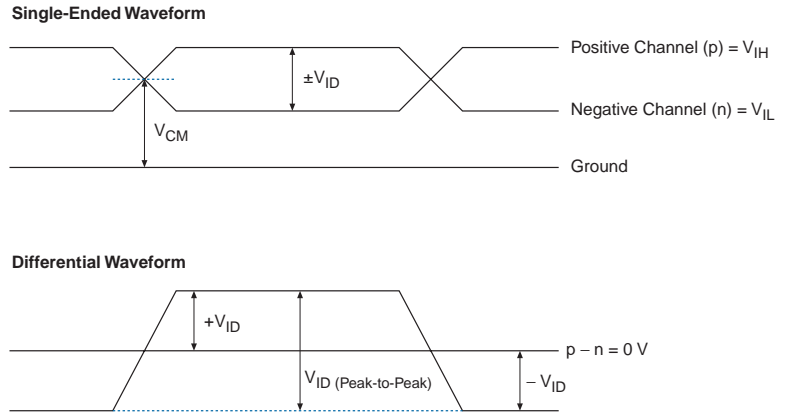 Single-Ended Waveform
Positive Channel (p) = VIH
±VID
Negative Channel (n) = VIL
VCM
Ground
Differential Waveform
+VID
p – n = 0 V
VID (Peak-to-Peak)
– VID